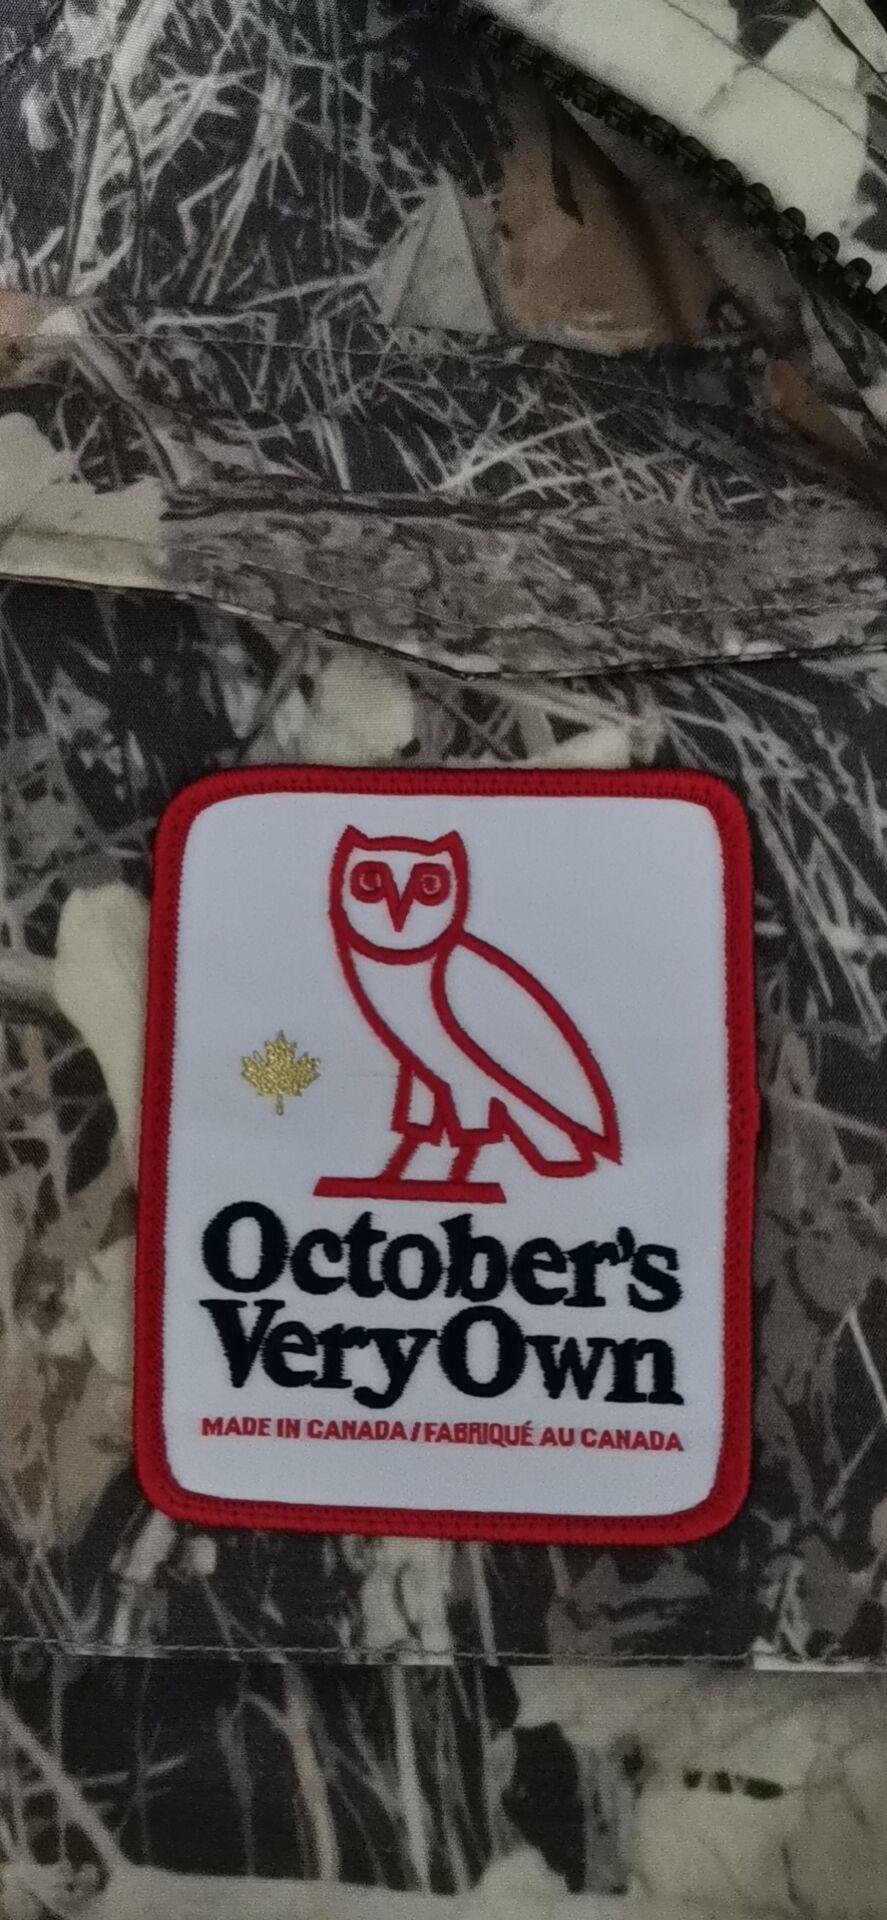 October's
Very Own
MADE IN CANADA / FABRIQUÉ AU CANADA